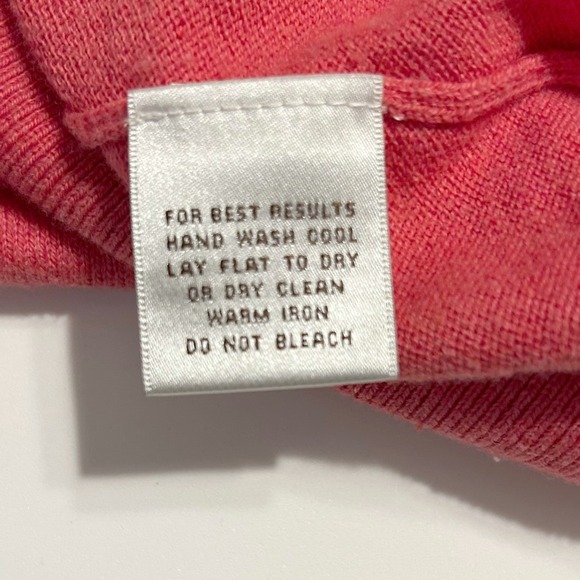 FOR BEST RESULTS
HAND WASH COOL
LAY FLAT TO DRY
OR DRY CLEAN
WARM IRON
DO NOT BLEACH